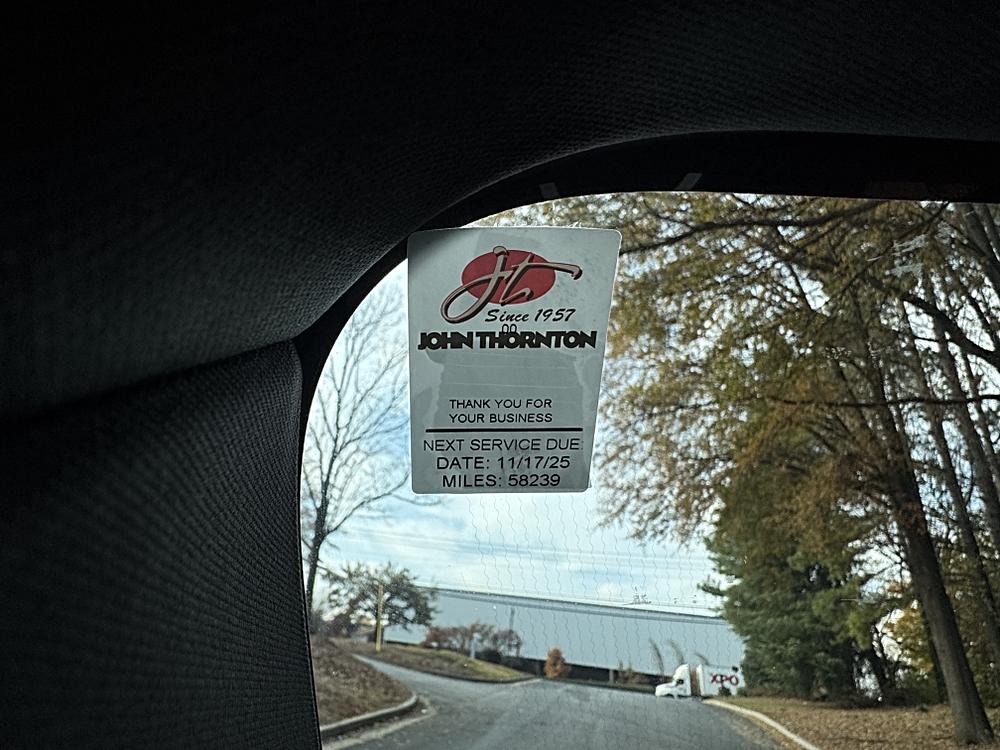 jt
Since 1957
00
JOHN THORNTON
THANK YOU FOR
YOUR BUSINESS
NEXT SERVICE DUE:
DATE: 11/17/25
MILES: 58239
XPO